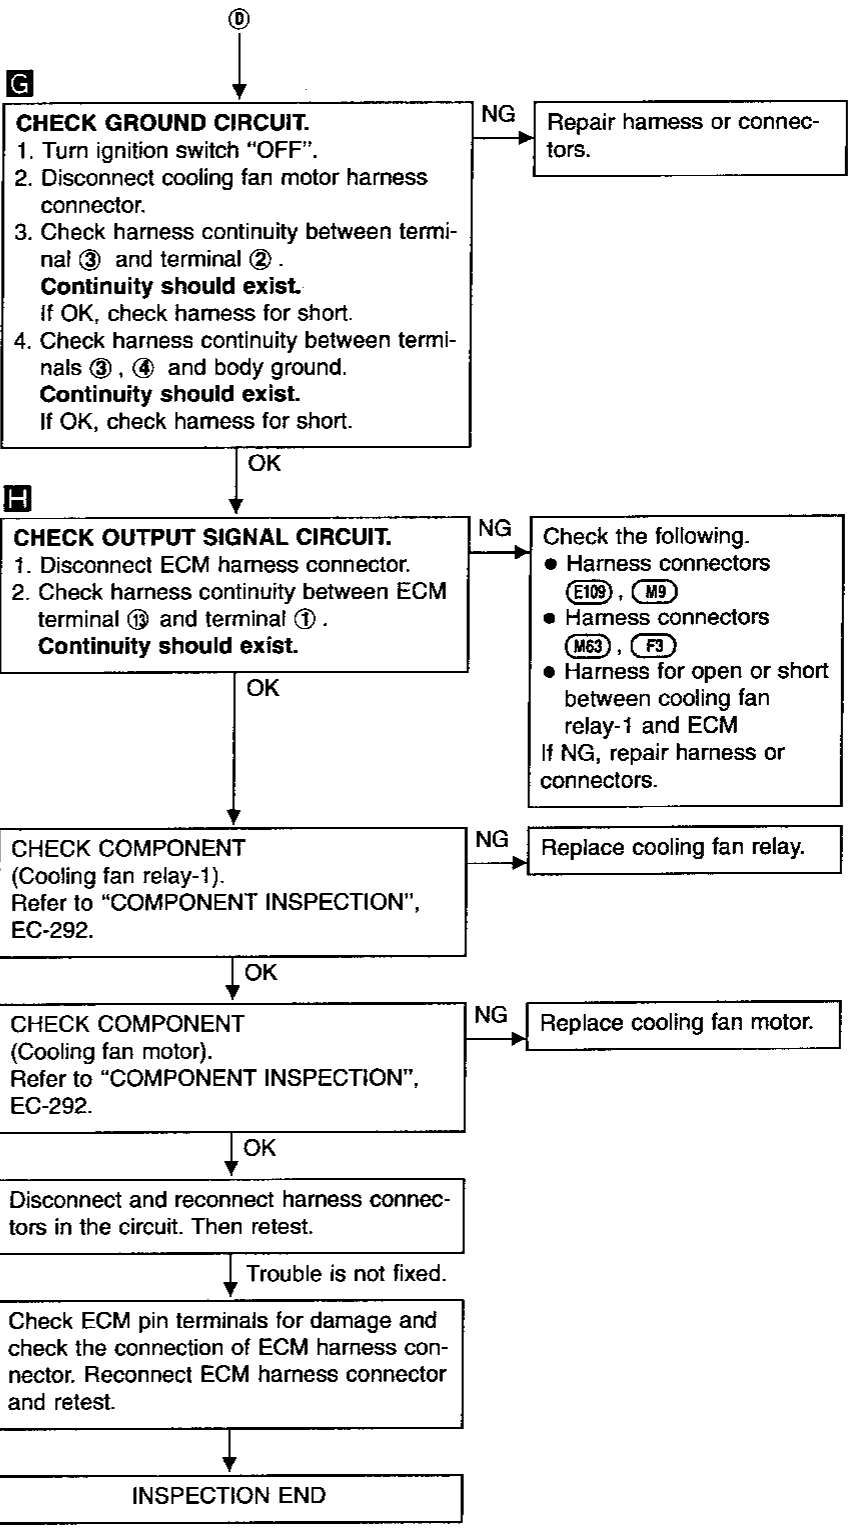 Ⓓ
G
CHECK GROUND CIRCUIT.
1. Turn ignition switch “OFF”.
2. Disconnect cooling fan motor harness
connector.
3. Check harness continuity between termi-
nal ③ and terminal ② .
Continuity should exist.
If OK, check harness for short.
4. Check harness continuity between termi-
nals ③ , ④ and body ground.
Continuity should exist.
If OK, check harness for short.
NG
Repair harness or connec-
tors.
OK
H
CHECK OUTPUT SIGNAL CIRCUIT.
1. Disconnect ECM harness connector.
2. Check harness continuity between ECM
terminal ⑬ and terminal ① .
Continuity should exist.
NG
Check the following.
● Harness connectors
E109 , M9
● Harness connectors
M63 , F3
● Harness for open or short
between cooling fan
relay-1 and ECM
If NG, repair harness or
connectors.
OK
CHECK COMPONENT
(Cooling fan relay-1).
Refer to “COMPONENT INSPECTION”,
EC-292.
NG
Replace cooling fan relay.
OK
CHECK COMPONENT
(Cooling fan motor).
Refer to “COMPONENT INSPECTION”,
EC-292.
NG
Replace cooling fan motor.
OK
Disconnect and reconnect harness connec-
tors in the circuit. Then retest.
Trouble is not fixed.
Check ECM pin terminals for damage and
check the connection of ECM harness con-
nector. Reconnect ECM harness connector
and retest.
INSPECTION END